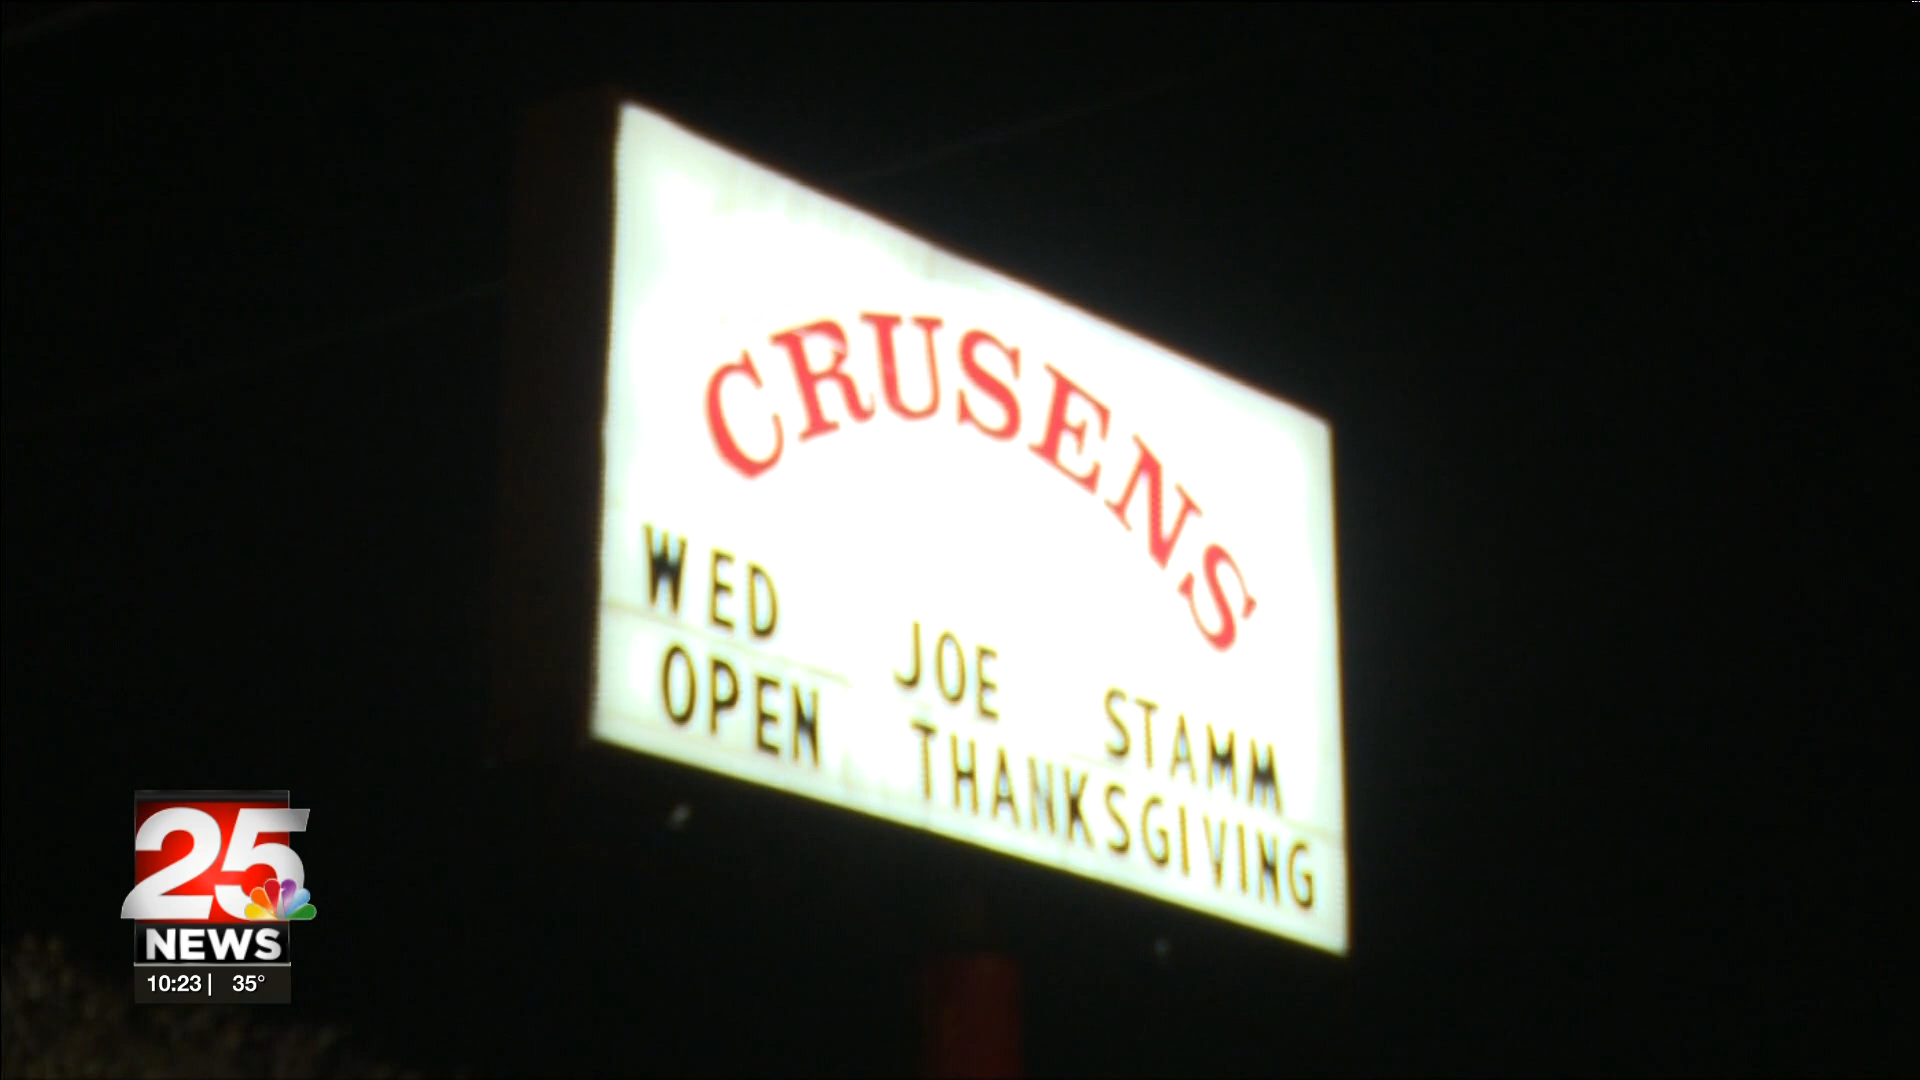 CRUSENS
WED JOE STAMM
OPEN THANKSGIVING
25
NEWS
10:23 | 35°